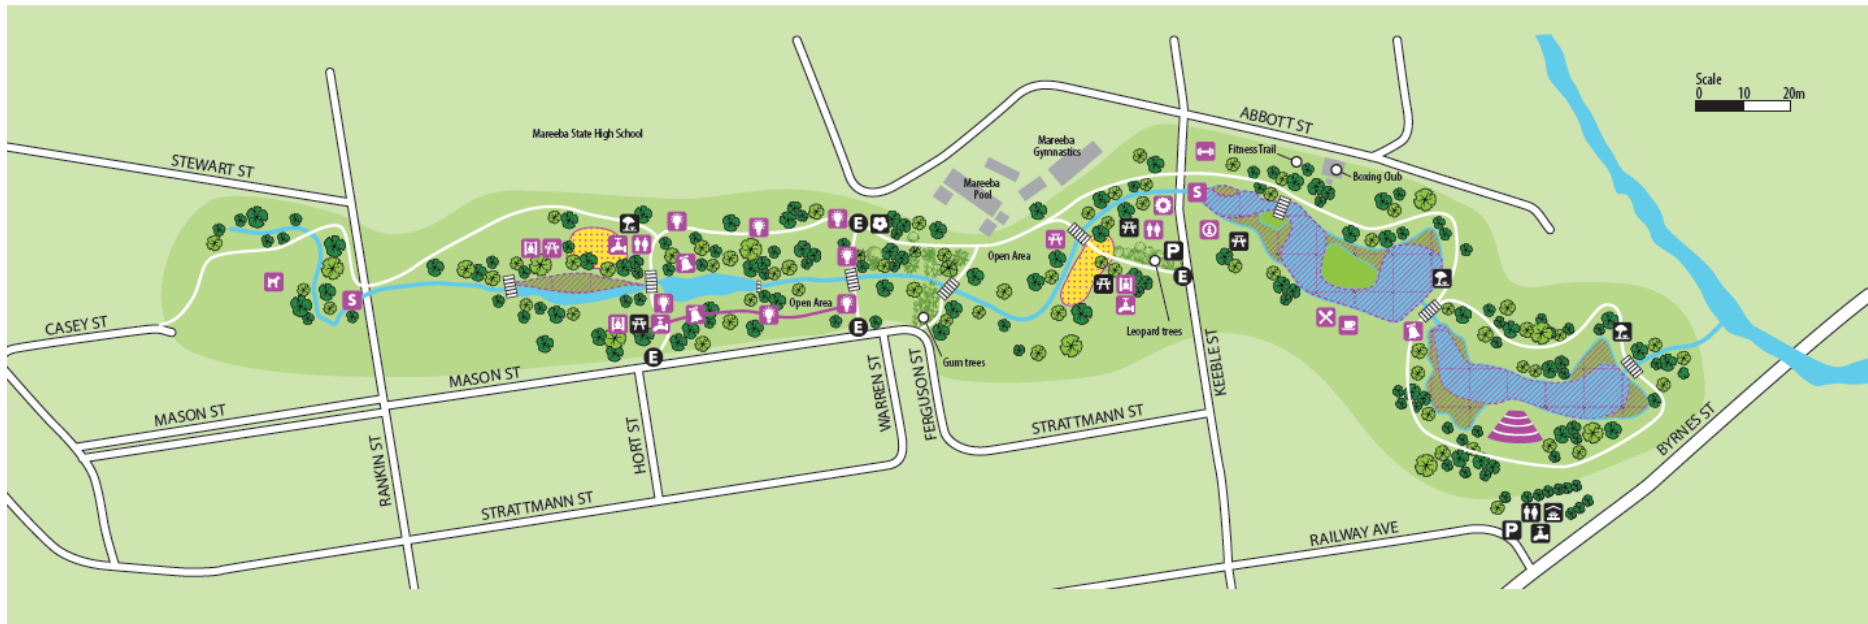 Scale
0 10 20m
ABBOTT ST
Mareeba State High School
Mareeba
Gymnastics
Fitness Trail
Boxing Club
STEWART ST
Mareeba
Pool
E
S
i
P
Open Area
E
S
Open Area
Leopard trees
CASEY ST
E
E
Gum trees
MASON ST
KEEBLE ST
WARREN ST
FERGUSON ST
MASON ST
STRATTMANN ST
BYRNES ST
RANKIN ST
HORT ST
STRATTMANN ST
P
RAILWAY AVE